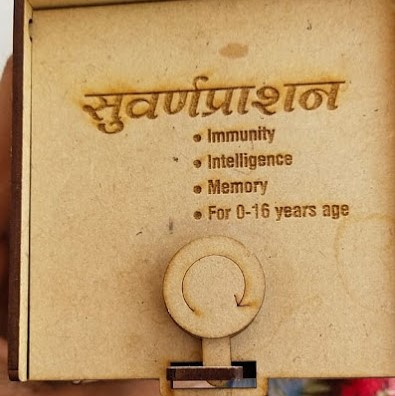 सुवर्णप्राशन
• Immunity
• Intelligence
• Memory
• For 0-16 years age